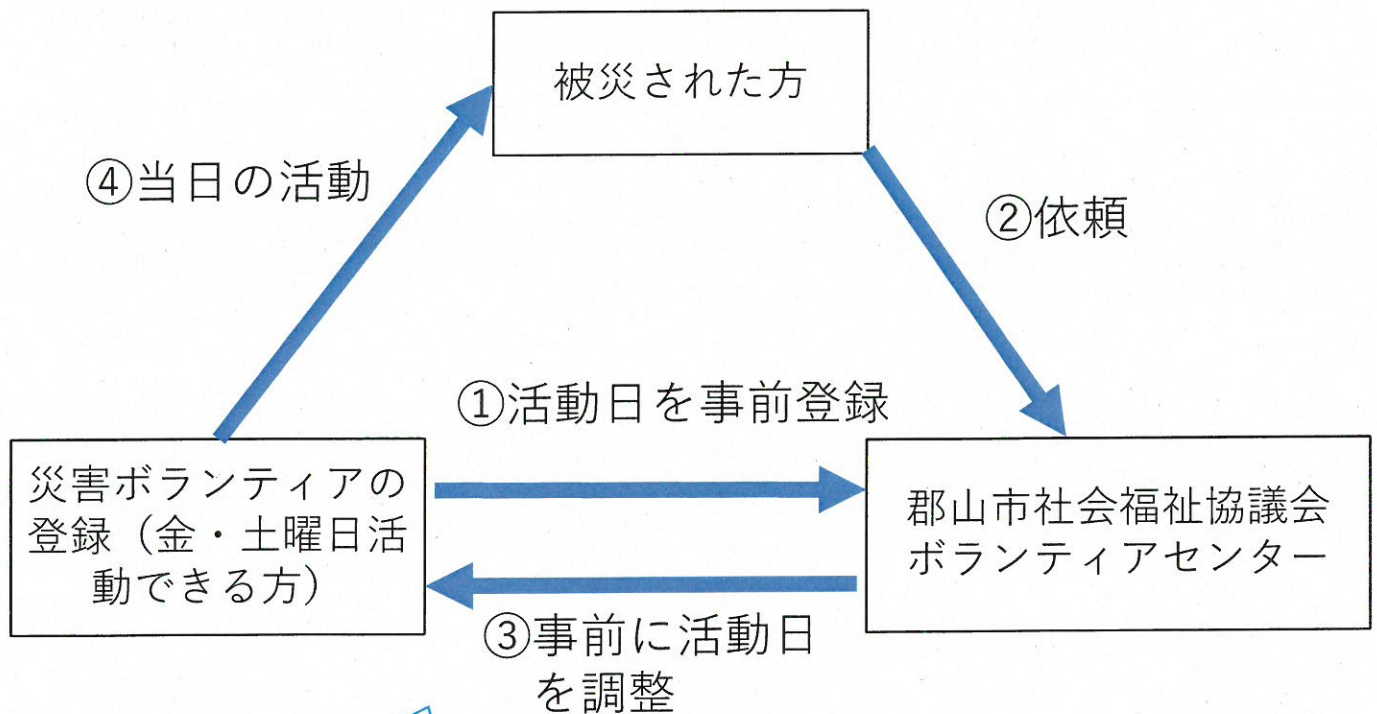 被災された方
④当日の活動
②依頼
①活動日を事前登録
災害ボランティアの
登録（金・土曜日活
動できる方）
郡山市社会福祉協議会
ボランティアセンター
③事前に活動日
を調整